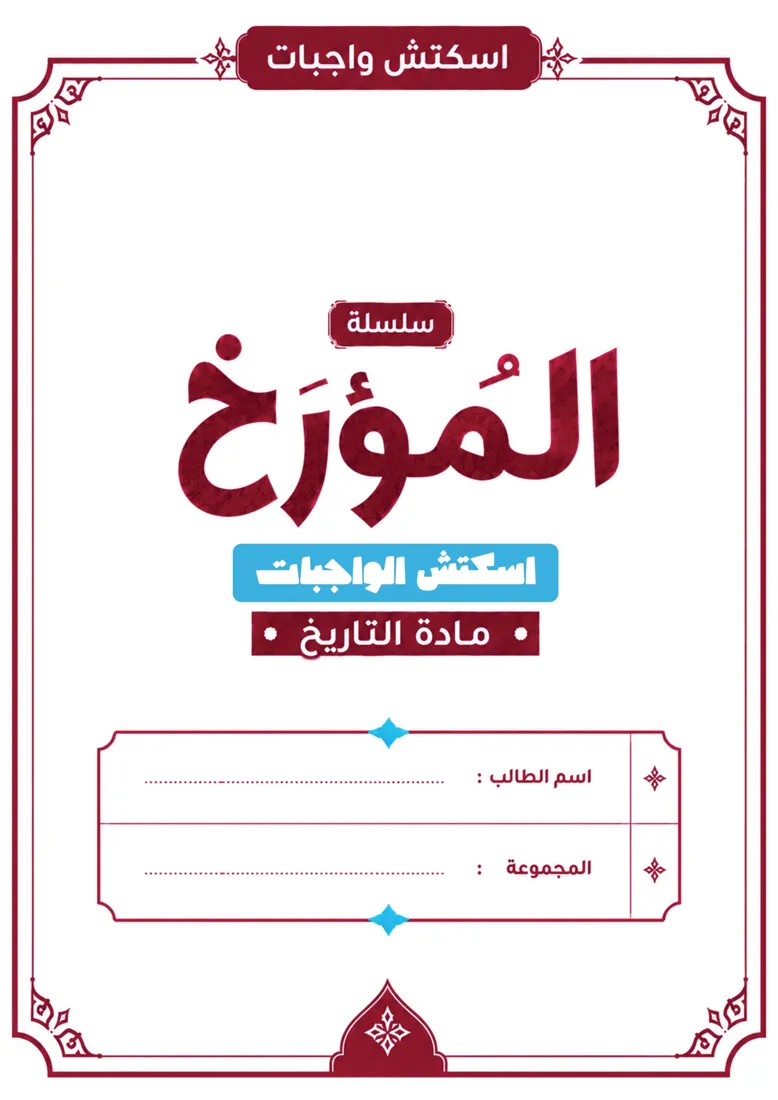 اسكتش واجبات
سلسلة
المُؤرَخ
اسكتش الواجبات
• مادة التاريخ •
اسم الطالب : ........................................................
المجموعة : ........................................................